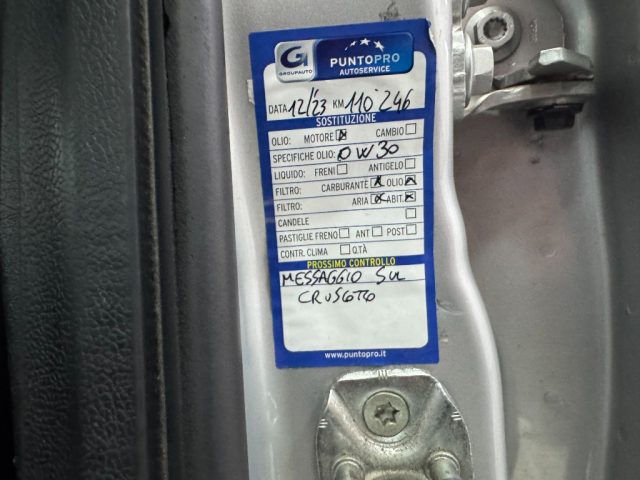 G
GROUPAUTO
PUNTOPRO
AUTOSERVICE
DATA 12/'23 KM 110'246
SOSTITUZIONE
OLIO: MOTORE CAMBIO
SPECIFICHE OLIO: 0W30
LIQUIDO: FRENI ANTIGELO
FILTRO: CARBURANTE OLIO
FILTRO: ARIA ABIT.
CANDELE
PASTIGLIE FRENO ANT POST
CONTR. CLIMA Q.TÀ
PROSSIMO CONTROLLO
MESSAGGIO SUL
CRUSCOTTO
www.puntopro.it